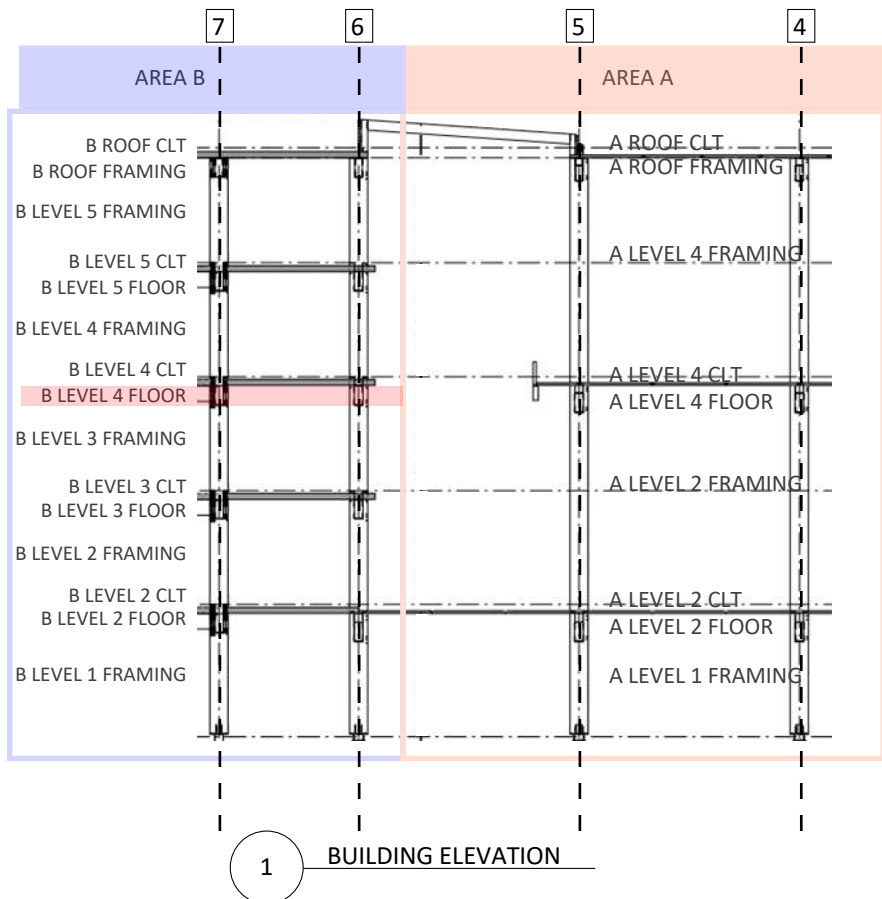 7 6 5 4
AREA B
AREA A
B ROOF CLT
B ROOF FRAMING
B LEVEL 5 FRAMING
B LEVEL 5 CLT
B LEVEL 5 FLOOR
B LEVEL 4 FRAMING
B LEVEL 4 CLT
B LEVEL 4 FLOOR
B LEVEL 3 FRAMING
B LEVEL 3 CLT
B LEVEL 3 FLOOR
B LEVEL 2 FRAMING
B LEVEL 2 CLT
B LEVEL 2 FLOOR
B LEVEL 1 FRAMING
A ROOF CLT
A ROOF FRAMING
A LEVEL 4 FRAMING
A LEVEL 4 CLT
A LEVEL 4 FLOOR
A LEVEL 2 FRAMING
A LEVEL 2 CLT
A LEVEL 2 FLOOR
A LEVEL 1 FRAMING
1 BUILDING ELEVATION